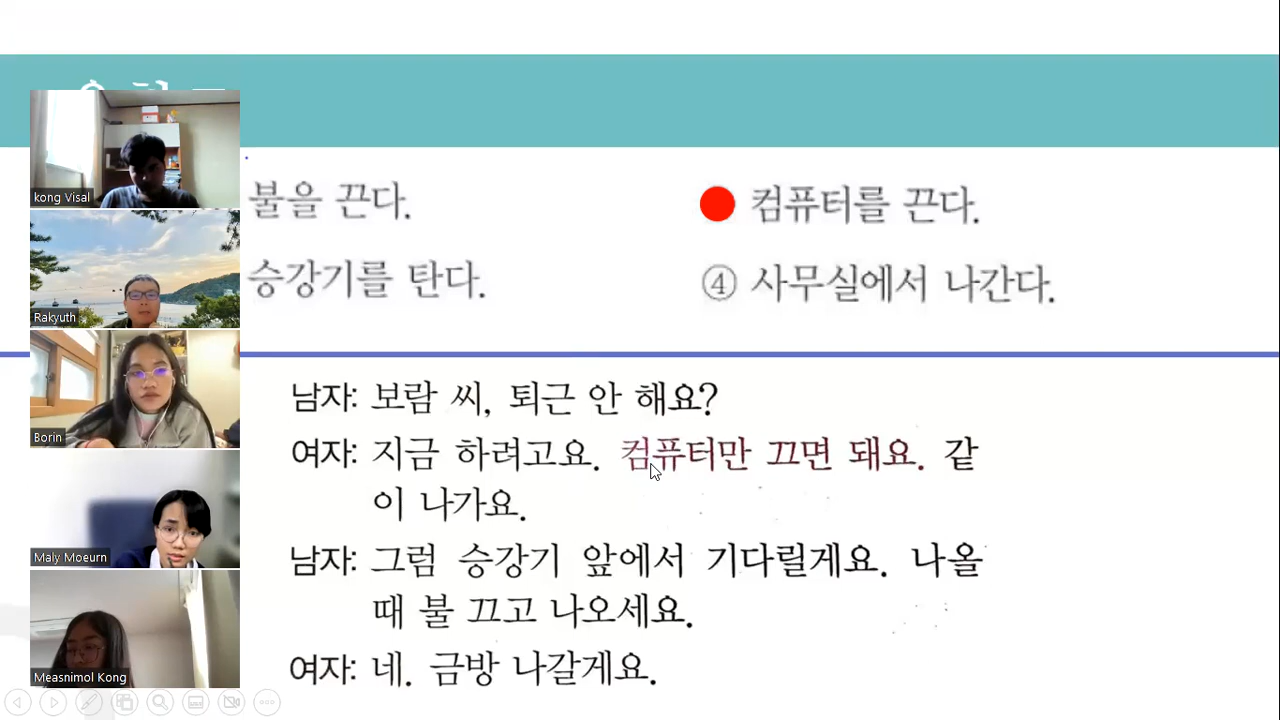 kong Visal
Rakyuth
Borin
Maly Moeurn
Measnimol Kong
불을 끈다.
컴퓨터를 끈다.
승강기를 탄다.
④ 사무실에서 나간다.
남자: 보람 씨, 퇴근 안 해요?
여자: 지금 하려고요. 컴퓨터만 끄면 돼요. 같
이 나가요.
남자: 그럼 승강기 앞에서 기다릴게요. 나올
때 불 끄고 나오세요.
여자: 네. 금방 나갈게요.